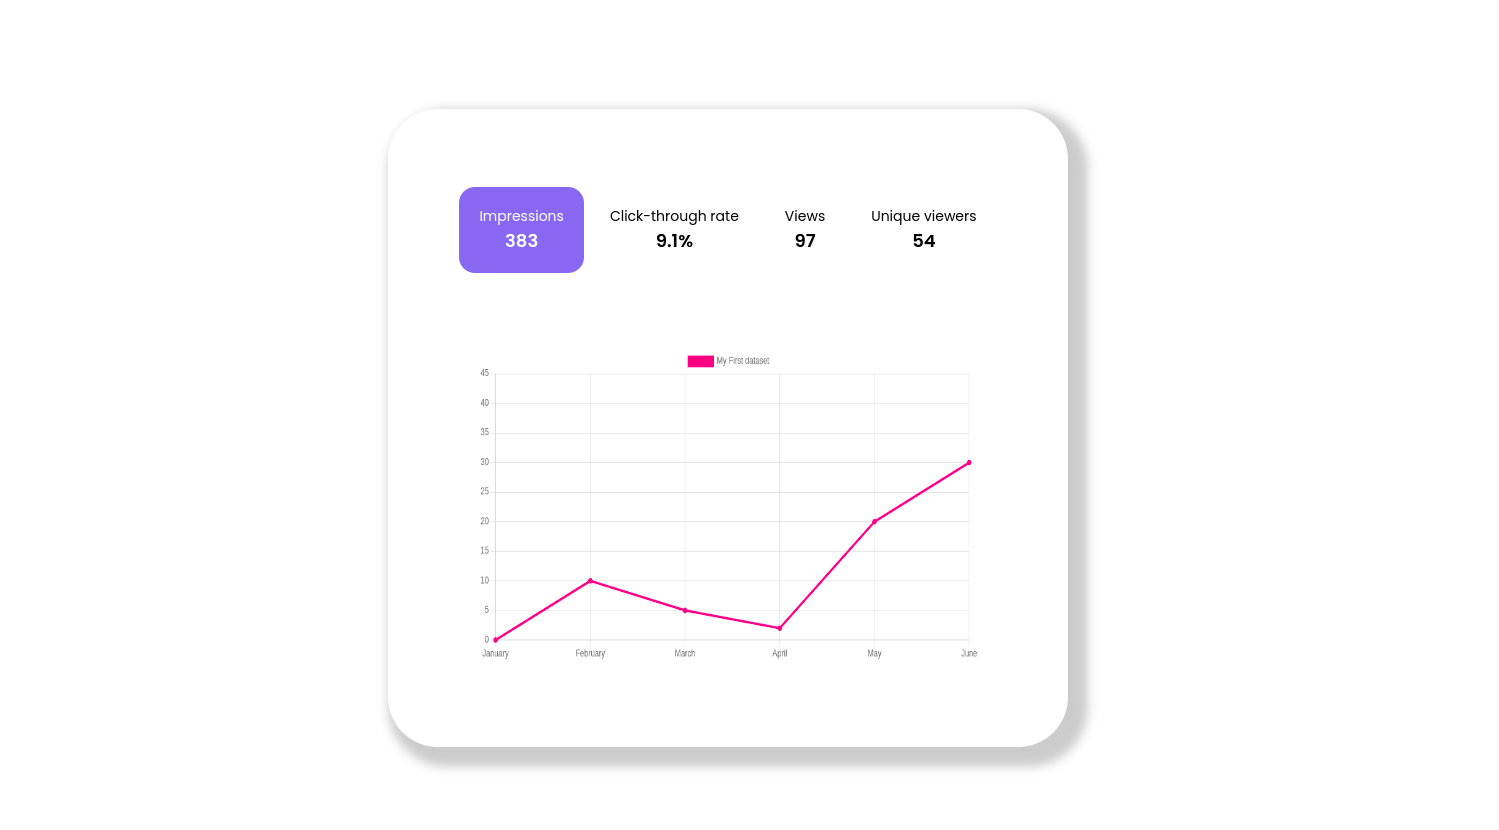 Impressions Click-through rate Views Unique viewers
383 9.1% 97 54
My First dataset
45
40
35
30
25
20
15
10
5
0
January February March April May June